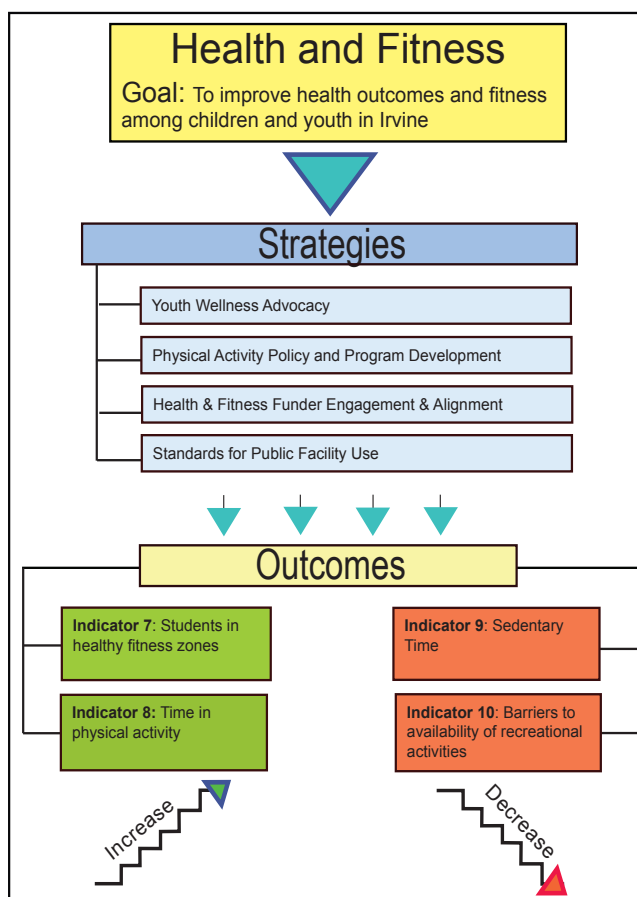 Health and Fitness
Goal: To improve health outcomes and fitness
among children and youth in Irvine
Strategies
Youth Wellness Advocacy
Physical Activity Policy and Program Development
Health & Fitness Funder Engagement & Alignment
Standards for Public Facility Use
Outcomes
Indicator 7: Students in
healthy fitness zones
Indicator 8: Time in
physical activity
Indicator 9: Sedentary
Time
Indicator 10: Barriers to
availability of recreational
activities
Increase
Decrease